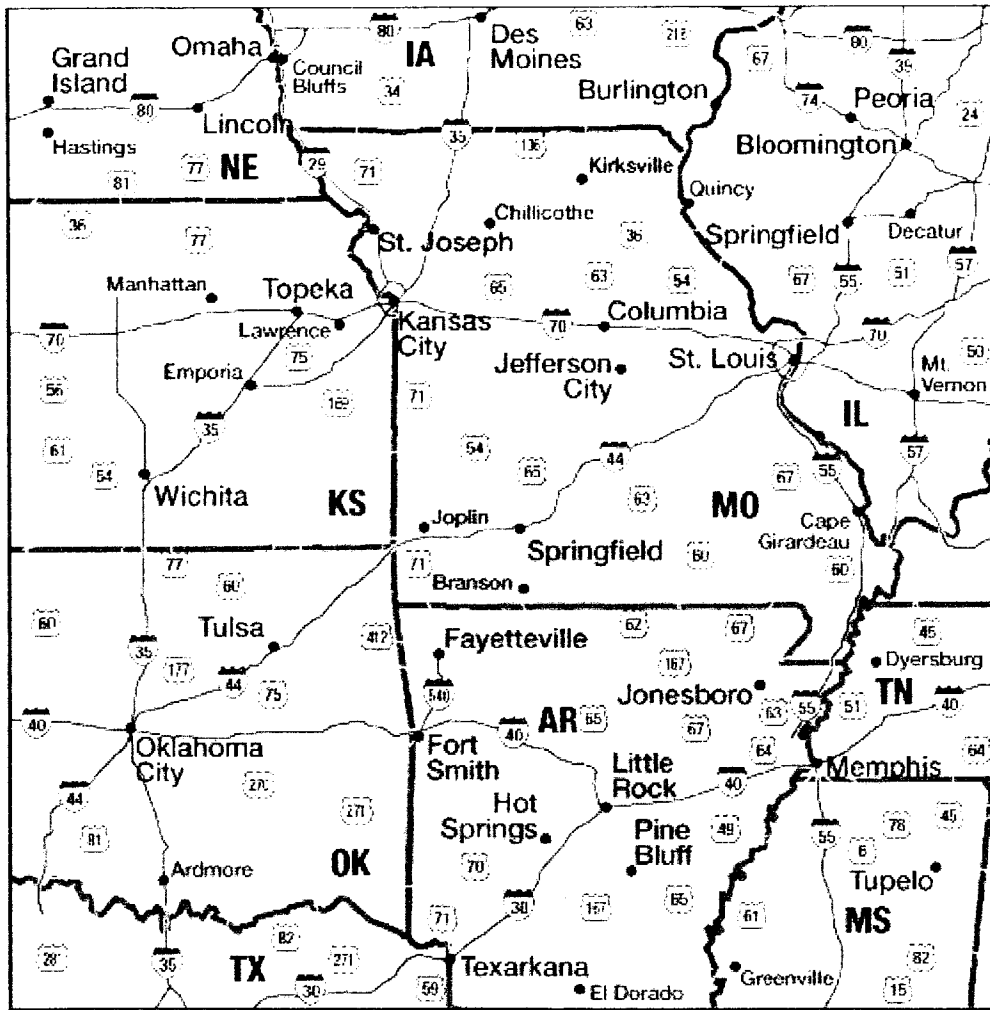 Omaha
80
IA
Des
Moines
63
218
67
80
39
Grand
Island
Council
Bluffs
34
Burlington
74
Peoria
24
80
Lincoln
35
Bloomington
Hastings
77
NE
29
71
136
Kirksville
81
Quincy
36
77
St. Joseph
Chillicothe
36
Springfield
Decatur
Manhattan
Topeka
65
63
54
67
55
51
57
70
Lawrence
Kansas
City
70
Columbia
St. Louis
70
75
Jefferson
City
50
Mt.
Vernon
56
Emporia
169
71
IL
35
61
54
54
65
44
63
67
55
57
Wichita
KS
MO
Joplin
Springfield
Cape
Girardeau
77
60
71
Branson
60
60
60
Tulsa
412
Fayetteville
62
67
45
35
177
44
75
540
167
Dyersburg
Jonesboro
TN
40
AR
65
67
63
55
51
40
Oklahoma
City
Fort
Smith
40
64
64
Little
Rock
40
Memphis
44
270
271
Hot
Springs
49
78
45
81
Pine
Bluff
55
6
Ardmore
OK
70
Tupelo
30
167
65
61
MS
71
82
281
35
TX
271
Texarkana
Greenville
82
30
59
El Dorado
15